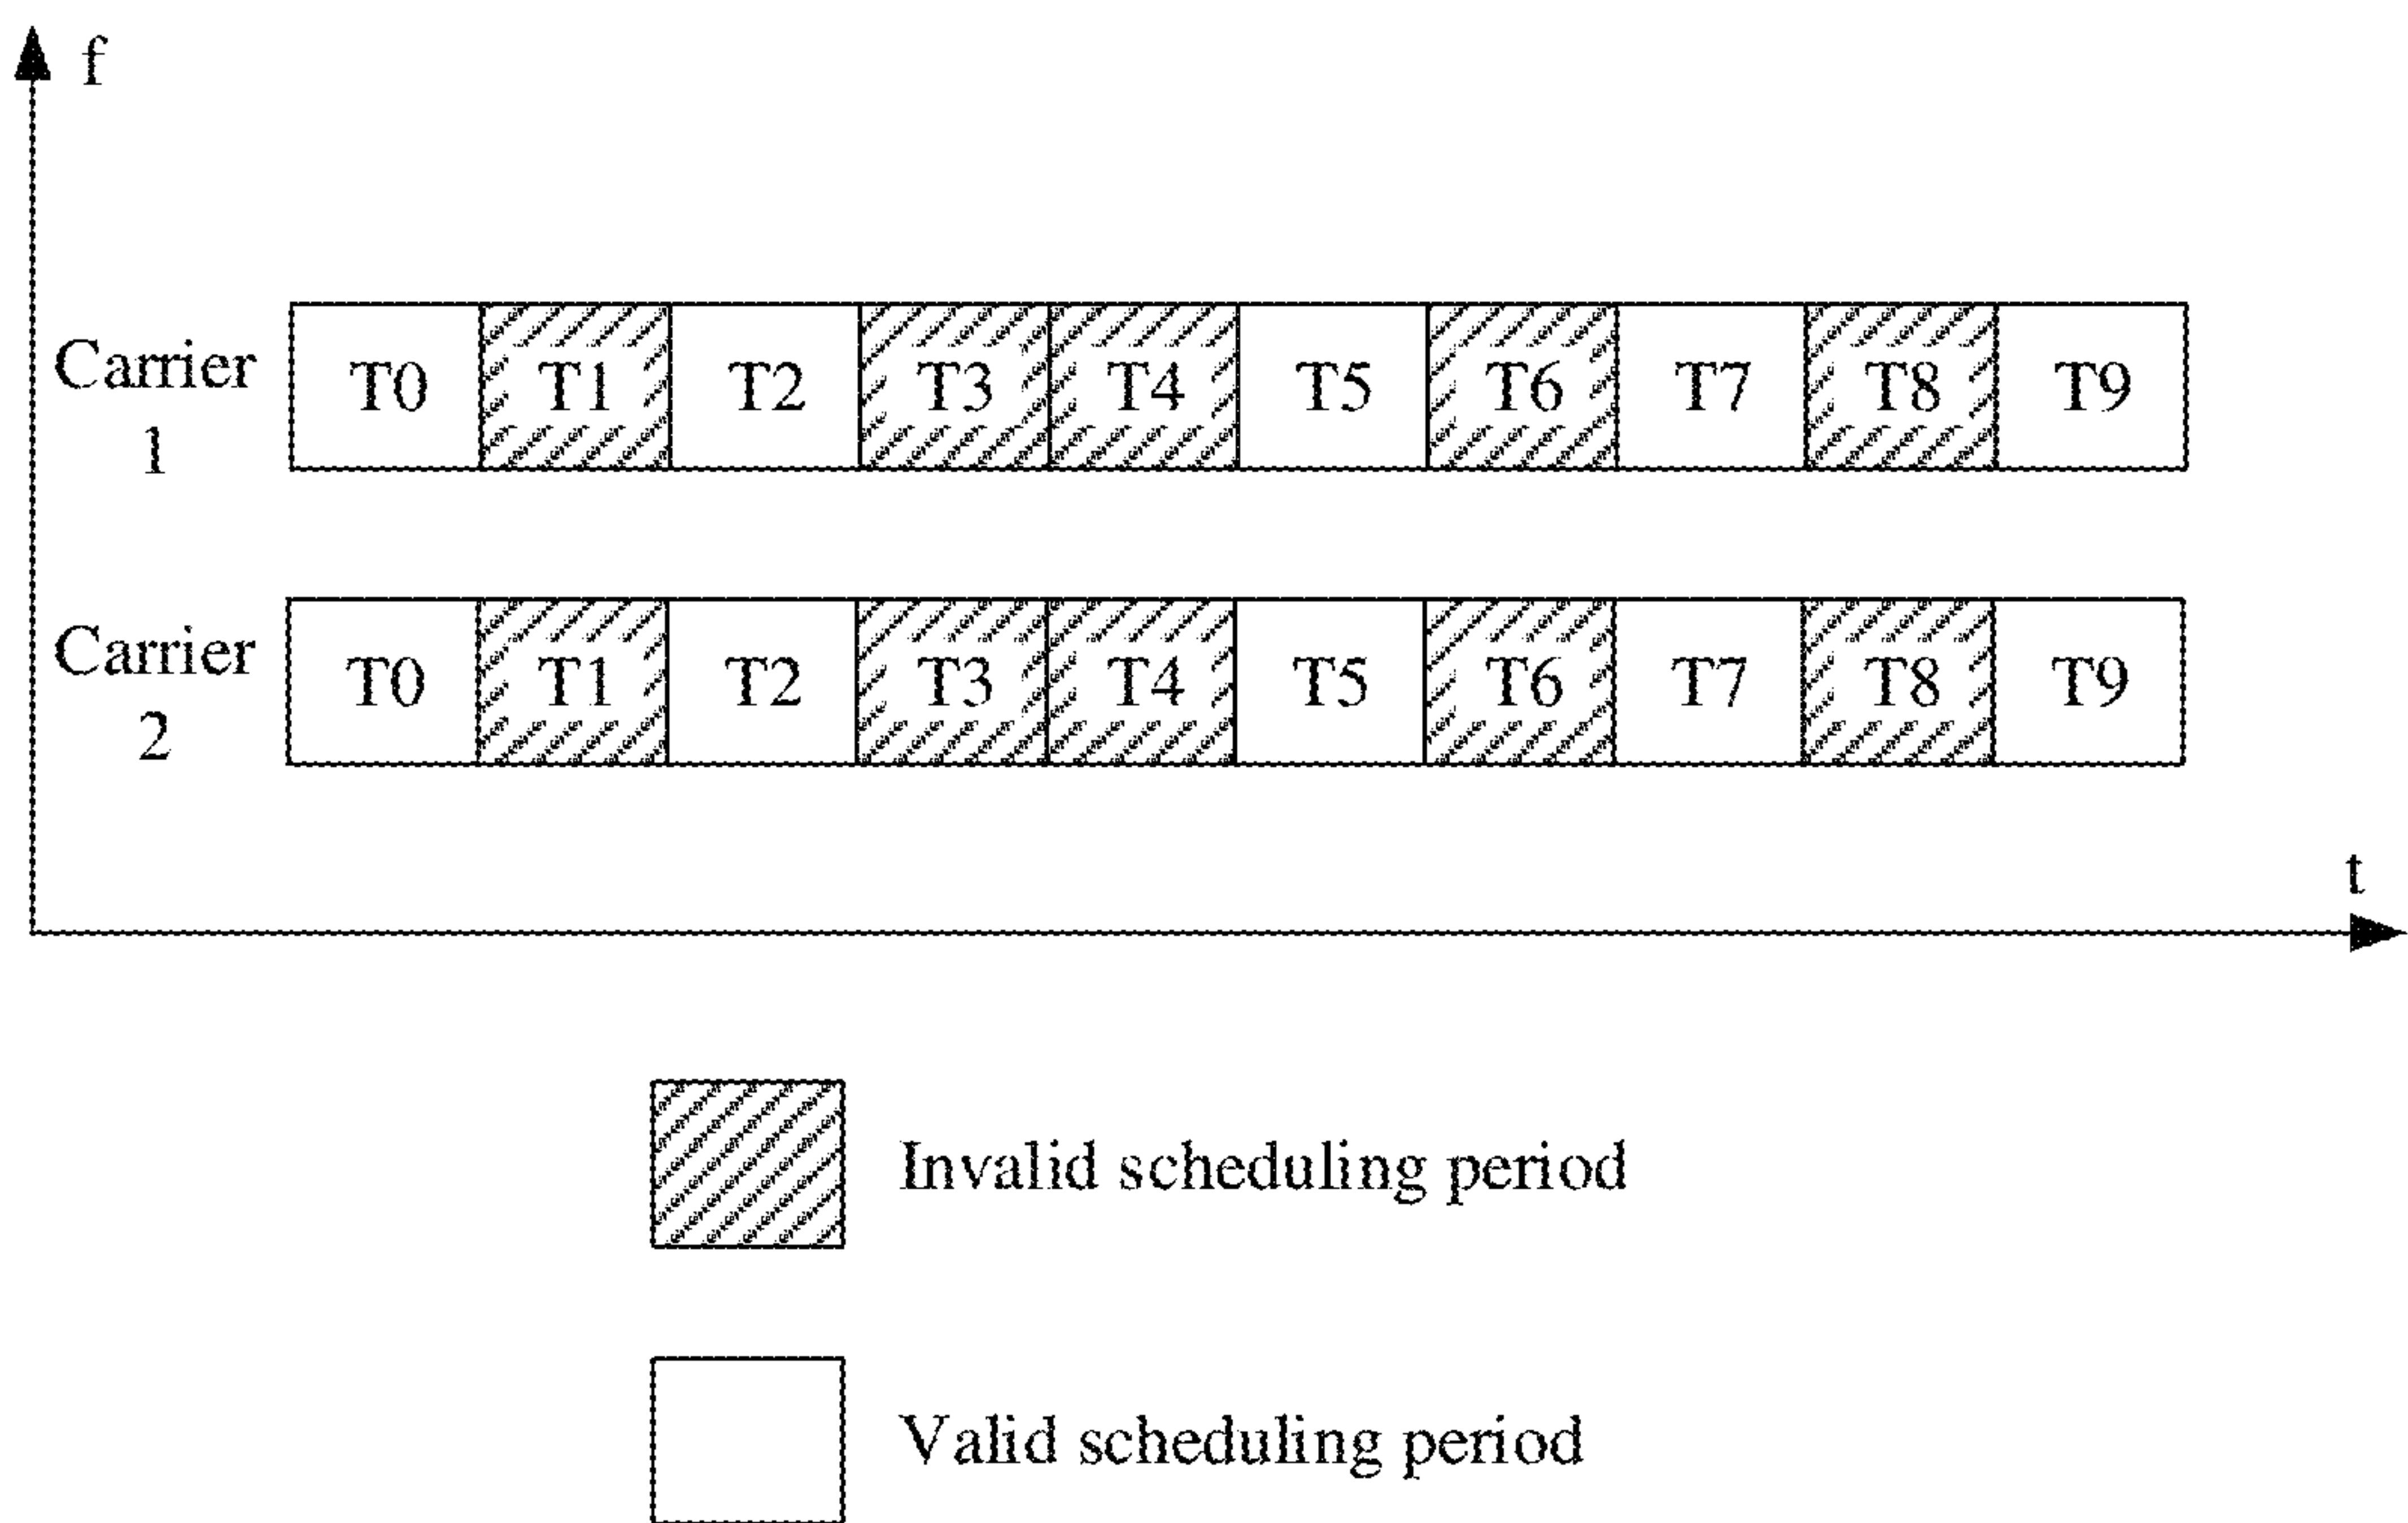 f
Carrier
1
T0 T1 T2 T3 T4 T5 T6 T7 T8 T9
Carrier
2
T0 T1 T2 T3 T4 T5 T6 T7 T8 T9
t
Invalid scheduling period
Valid scheduling period